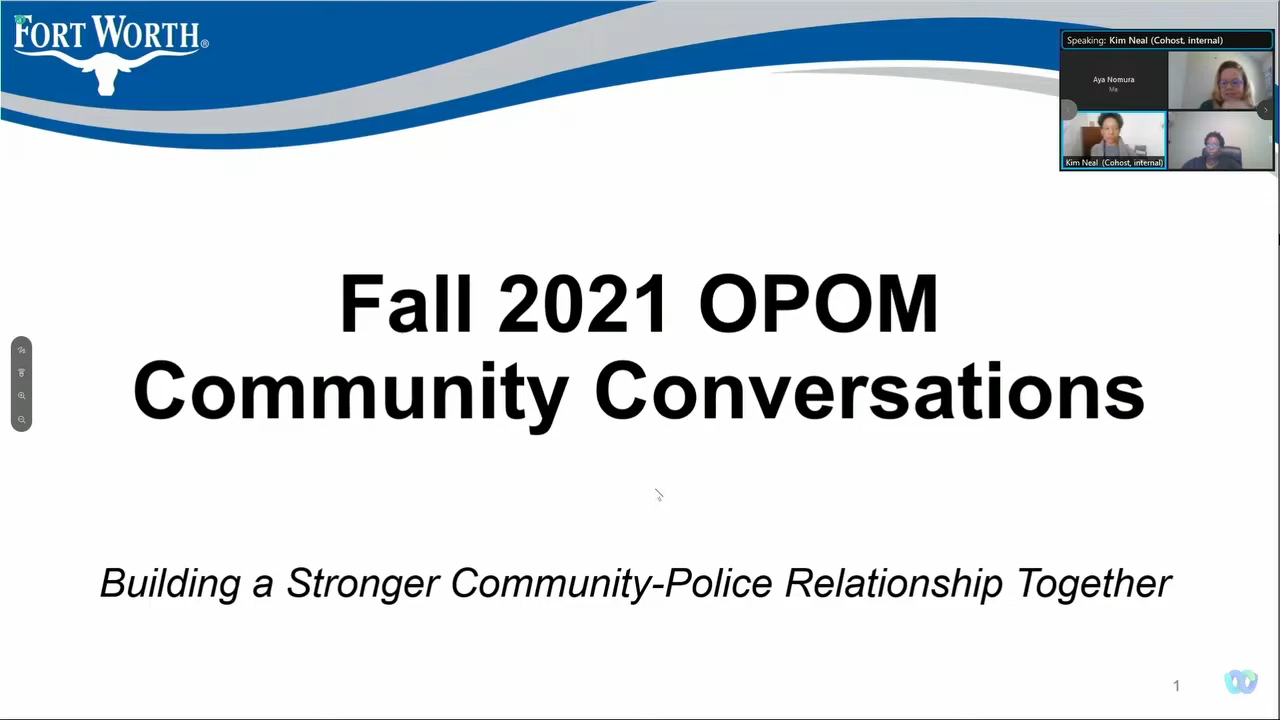 FORT WORTH®
Speaking: Kim Neal (Cohost, internal)
Aya Nomura
Me
Kim Neal (Cohost, internal)
Fall 2021 OPOM
Community Conversations
Building a Stronger Community-Police Relationship Together
1